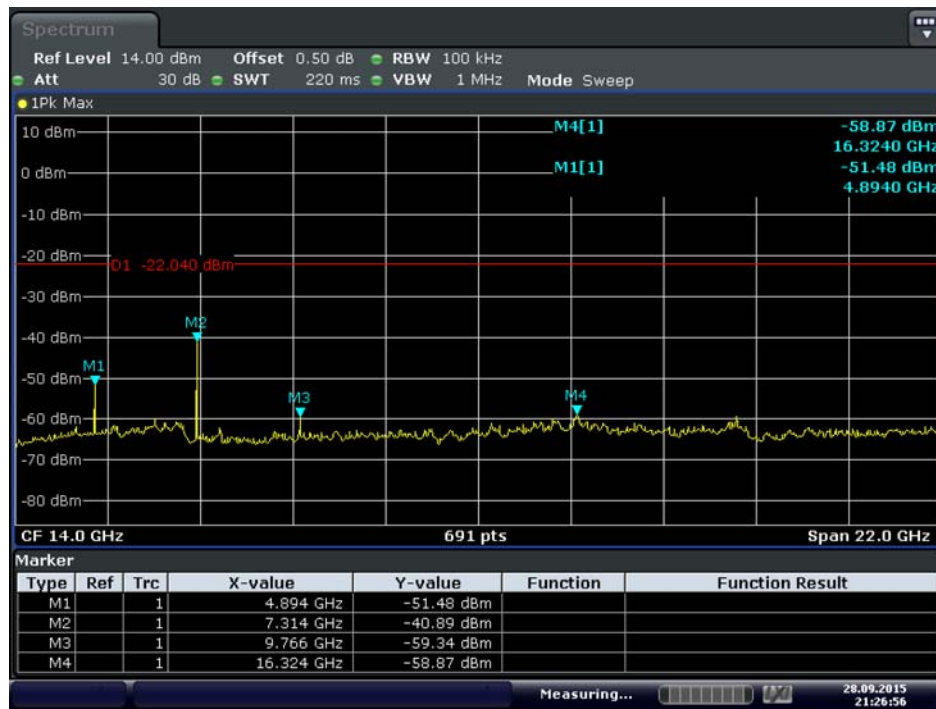 Spectrum
Ref Level 14.00 dBm Offset 0.50 dB RBW 100 kHz
Att 30 dB SWT 220 ms VBW 1 MHz Mode Sweep
1Pk Max
M4[1] -58.87 dBm
16.3240 GHz
M1[1] -51.48 dBm
4.8940 GHz
10 dBm
0 dBm
-10 dBm
-20 dBm
D1 -22.040 dBm
-30 dBm
M2
-40 dBm
M1
-50 dBm
M3
M4
-60 dBm
-70 dBm
-80 dBm
CF 14.0 GHz 691 pts Span 22.0 GHz
Marker
Type Ref Trc X-value Y-value Function Function Result
M1 1 4.894 GHz -51.48 dBm
M2 1 7.314 GHz -40.89 dBm
M3 1 9.766 GHz -59.34 dBm
M4 1 16.324 GHz -58.87 dBm
Measuring... 28.09.2015
21:26:56